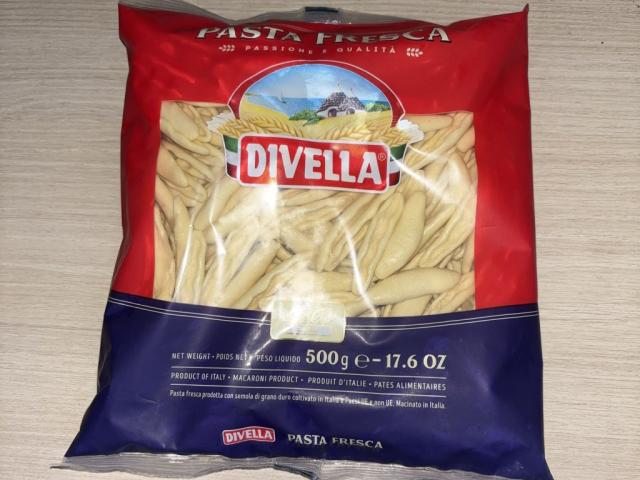 PASTA FRESCA
PASSIONE E QUALITÀ
DIVELLA®
NET WEIGHT • POIDS NET • PESO LIQUIDO 500 g ℮ - 17.6 OZ
PRODUCT OF ITALY • MACARONI PRODUCT • PRODUIT D'ITALIE • PATES ALIMENTAIRES
Pasta fresca prodotta con semola di grano duro coltivato in Italia e Paesi UE e non UE. Macinato in Italia.
DIVELLA PASTA FRESCA